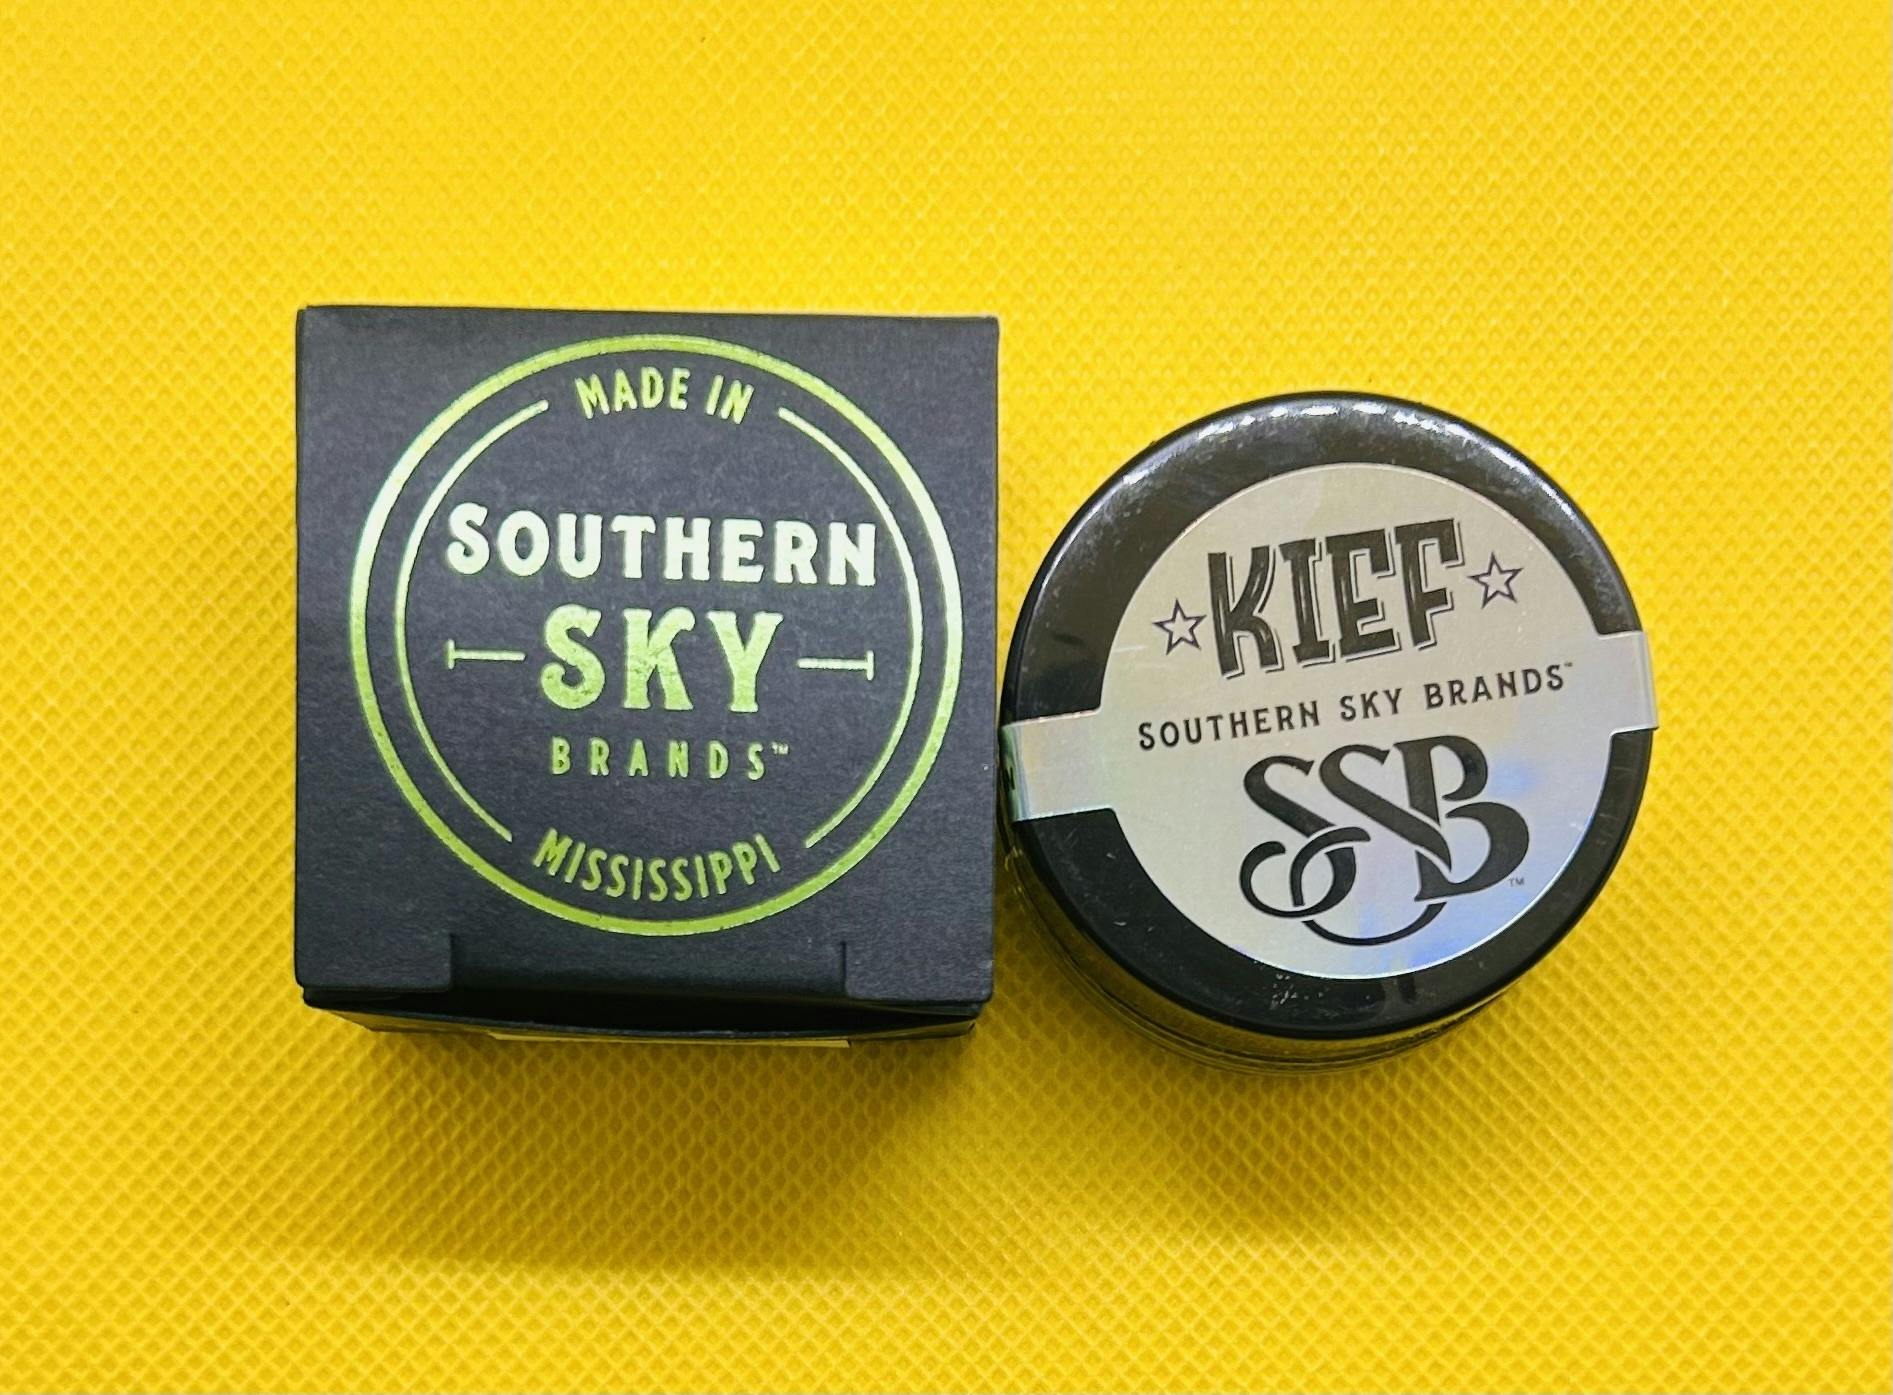 MADE IN
SOUTHERN
SKY
BRANDS™
MISSISSIPPI
KIEF
SOUTHERN SKY BRANDS™
SSB™